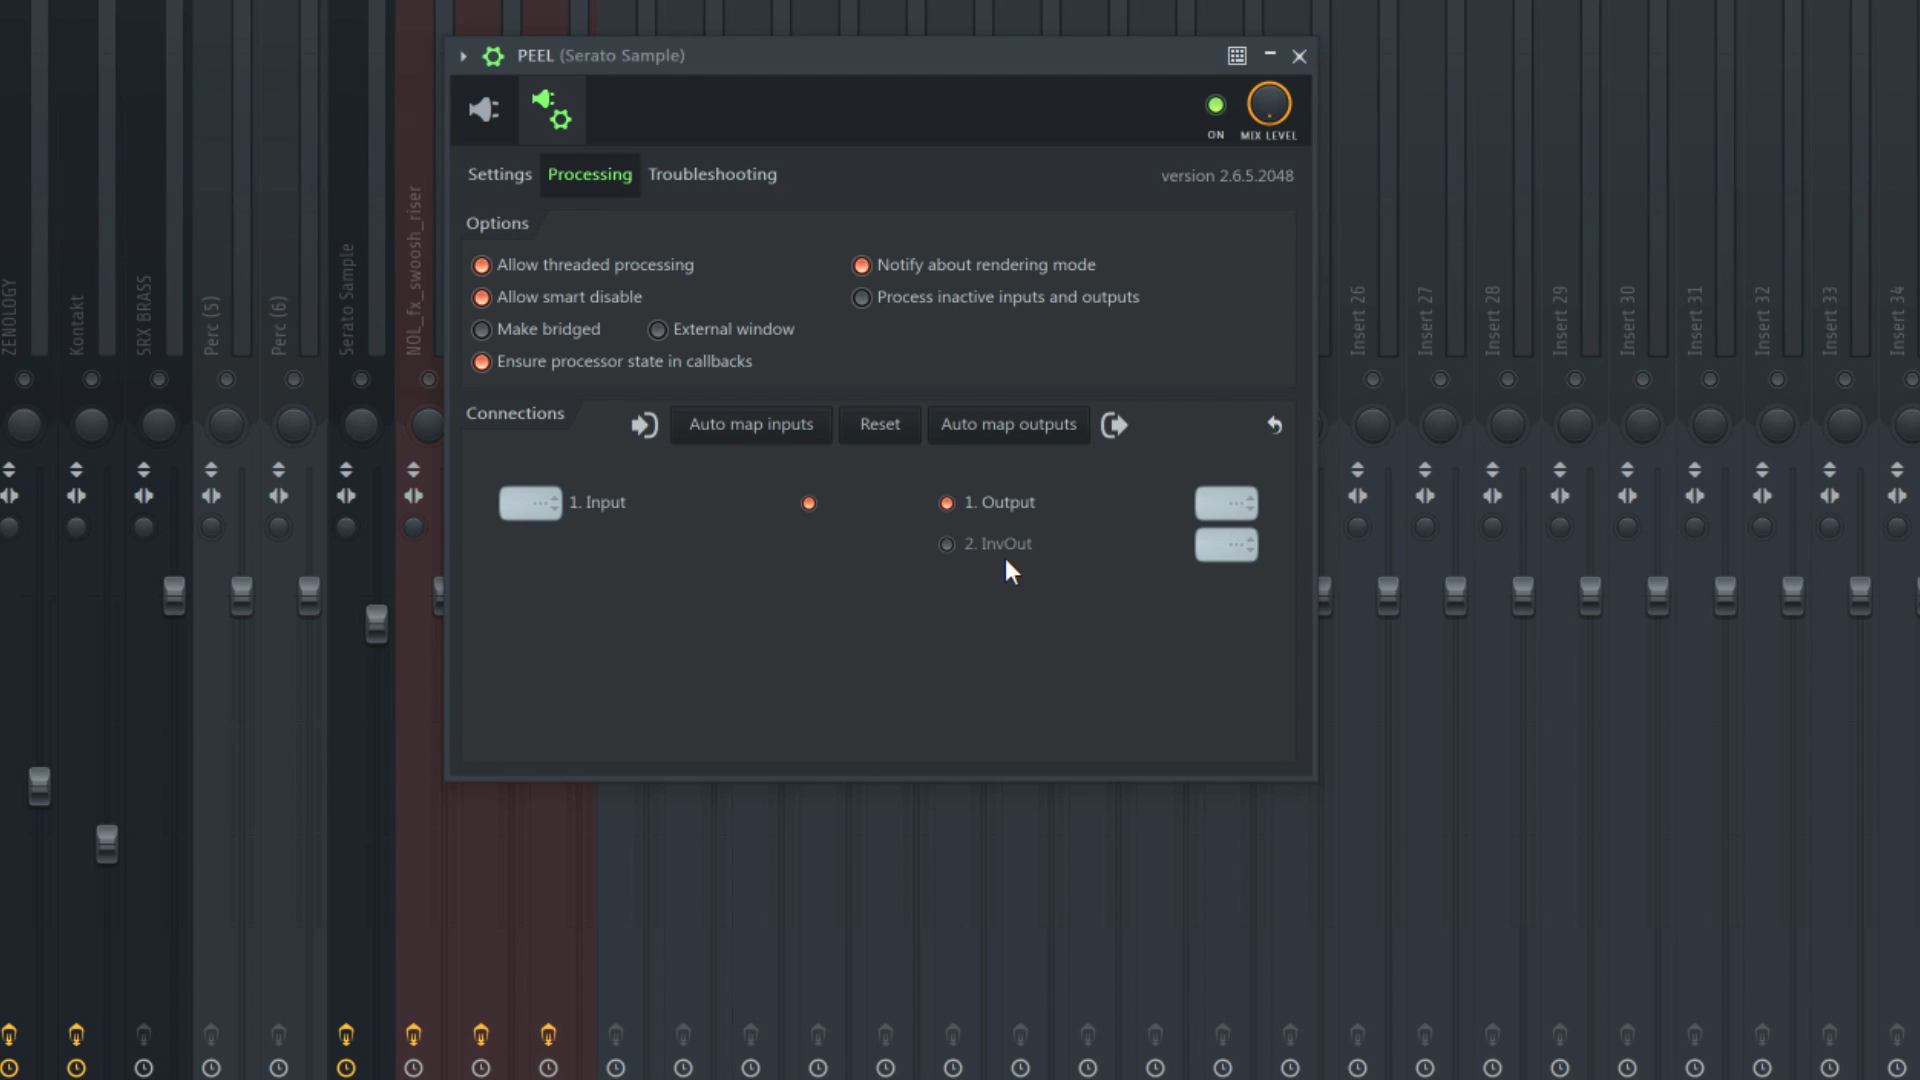 PEEL (Serato Sample)
ON
MIX LEVEL
Settings Processing Troubleshooting
version 2.6.5.2048
Options
Allow threaded processing
Notify about rendering mode
Allow smart disable
Process inactive inputs and outputs
Make bridged
External window
Ensure processor state in callbacks
Connections
Auto map inputs
Reset
Auto map outputs
1. Input
1. Output
2. InvOut
ZENOLOGY
Kontakt
SRX BRASS
Perc (5)
Perc (6)
Serato Sample
NOL_fx_swoosh_riser
Insert 26
Insert 27
Insert 28
Insert 29
Insert 30
Insert 31
Insert 32
Insert 33
Insert 34